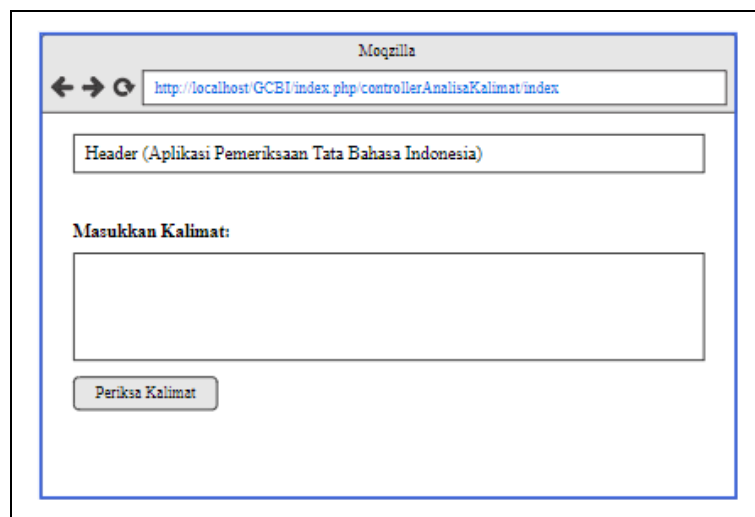 Moqzilla
http://localhost/GCBI/index.php/controllerAnalisaKalimat/index
Header (Aplikasi Pemeriksaan Tata Bahasa Indonesia)
Masukkan Kalimat:
Periksa Kalimat